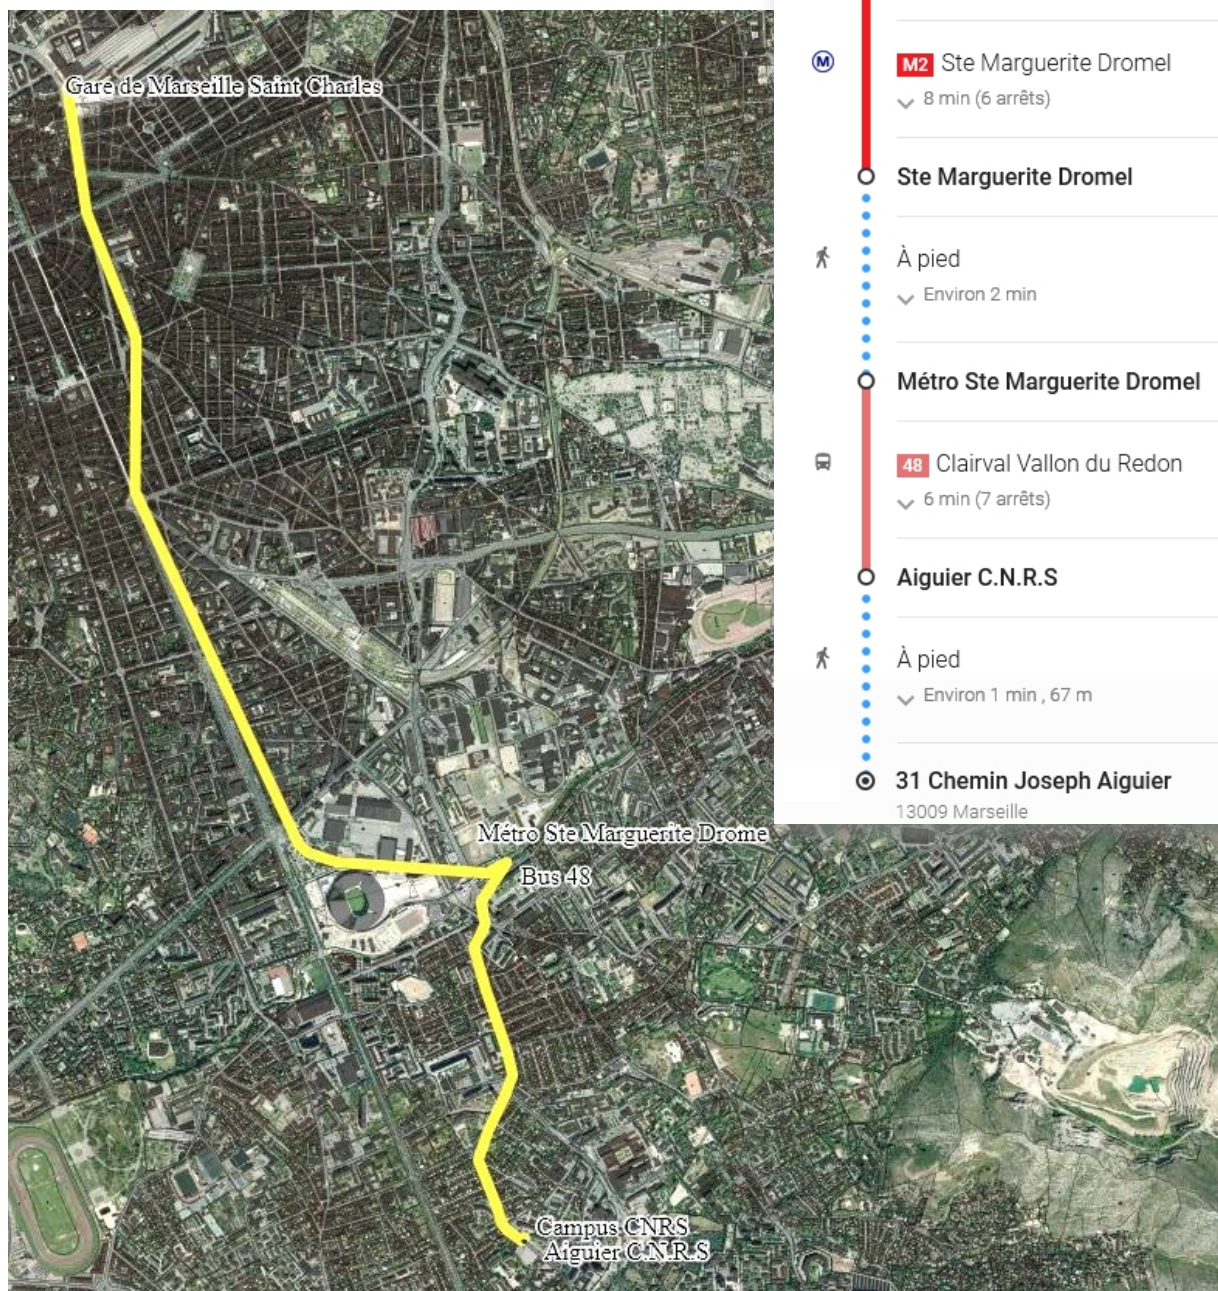 Gare de Marseille Saint Charles
Métro Ste Marguerite Drome
Bus 48
Campus CNRS
Aiguier C.N.R.S
M
M2 Ste Marguerite Dromel
8 min (6 arrêts)
Ste Marguerite Dromel
À pied
Environ 2 min
Métro Ste Marguerite Dromel
48 Clairval Vallon du Redon
6 min (7 arrêts)
Aiguier C.N.R.S
À pied
Environ 1 min , 67 m
31 Chemin Joseph Aiguier
13009 Marseille